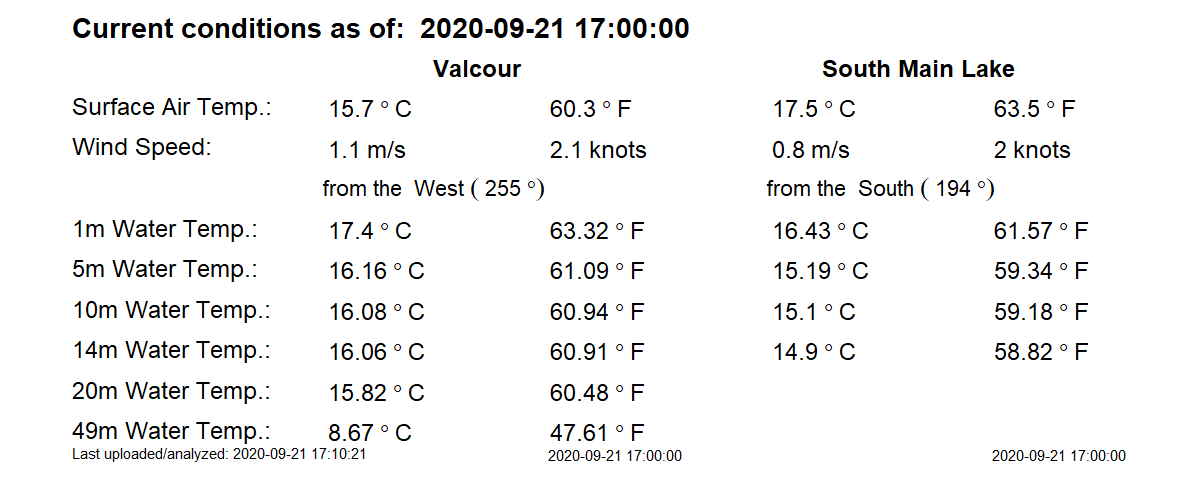 Current conditions as of: 2020-09-21 17:00:00
Valcour South Main Lake
Surface Air Temp.: 15.7 ° C 60.3 ° F 17.5 ° C 63.5 ° F
Wind Speed: 1.1 m/s 2.1 knots 0.8 m/s 2 knots
from the West ( 255 °) from the South ( 194 °)
1m Water Temp.: 17.4 ° C 63.32 ° F 16.43 ° C 61.57 ° F
5m Water Temp.: 16.16 ° C 61.09 ° F 15.19 ° C 59.34 ° F
10m Water Temp.: 16.08 ° C 60.94 ° F 15.1 ° C 59.18 ° F
14m Water Temp.: 16.06 ° C 60.91 ° F 14.9 ° C 58.82 ° F
20m Water Temp.: 15.82 ° C 60.48 ° F
49m Water Temp.: 8.67 ° C 47.61 ° F
Last uploaded/analyzed: 2020-09-21 17:10:21 2020-09-21 17:00:00 2020-09-21 17:00:00